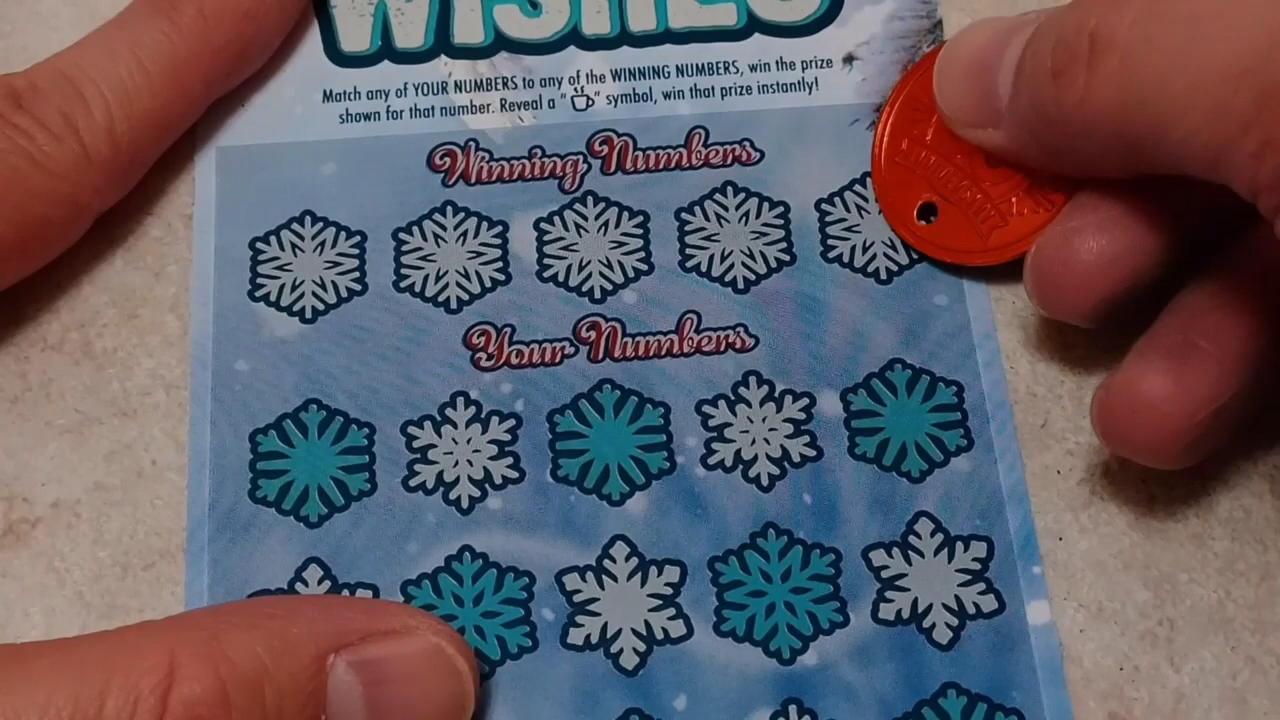 WISHES
Match any of YOUR NUMBERS to any of the WINNING NUMBERS, win the prize
shown for that number. Reveal a " " symbol, win that prize instantly!
Winning Numbers
Your Numbers